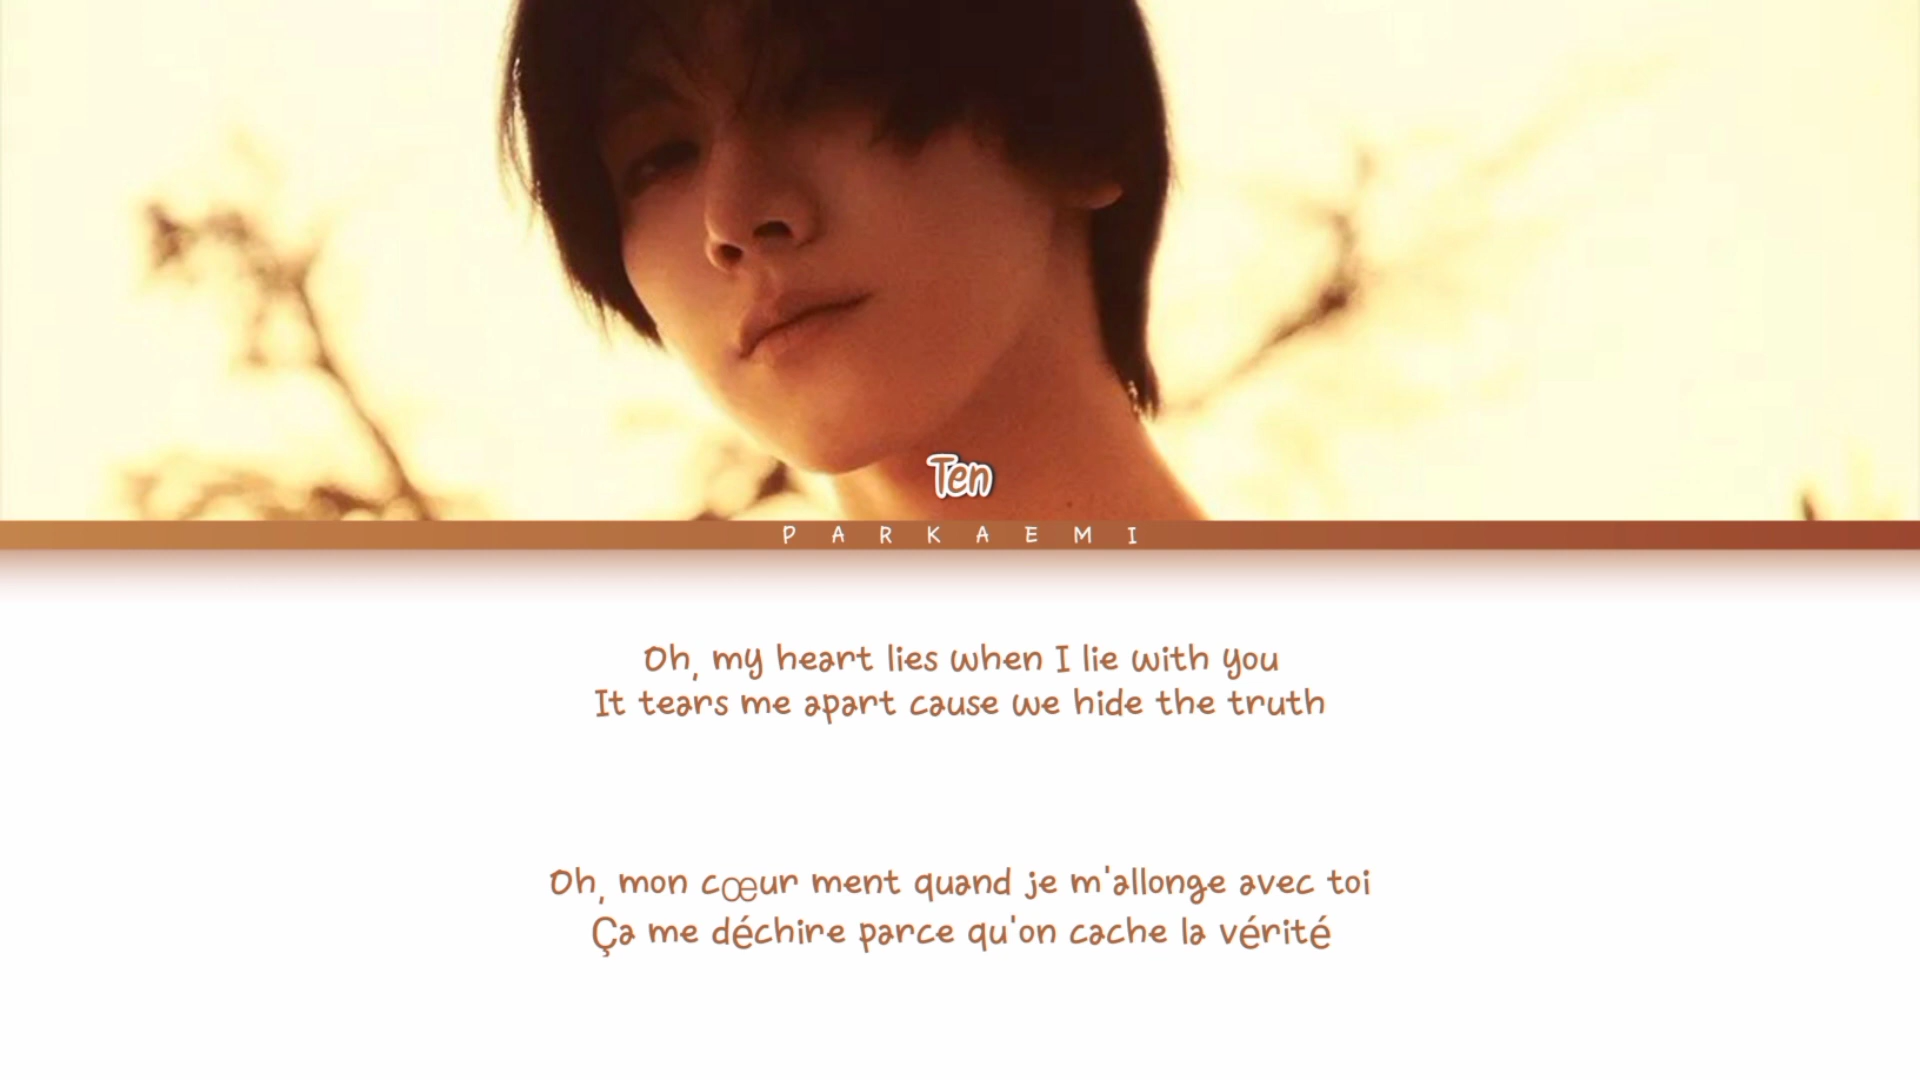 Ten
PARKAEMI
Oh, my heart lies when I lie with you
It tears me apart cause we hide the truth
Oh, mon cœur ment quand je m'allonge avec toi
Ça me déchire parce qu'on cache la vérité